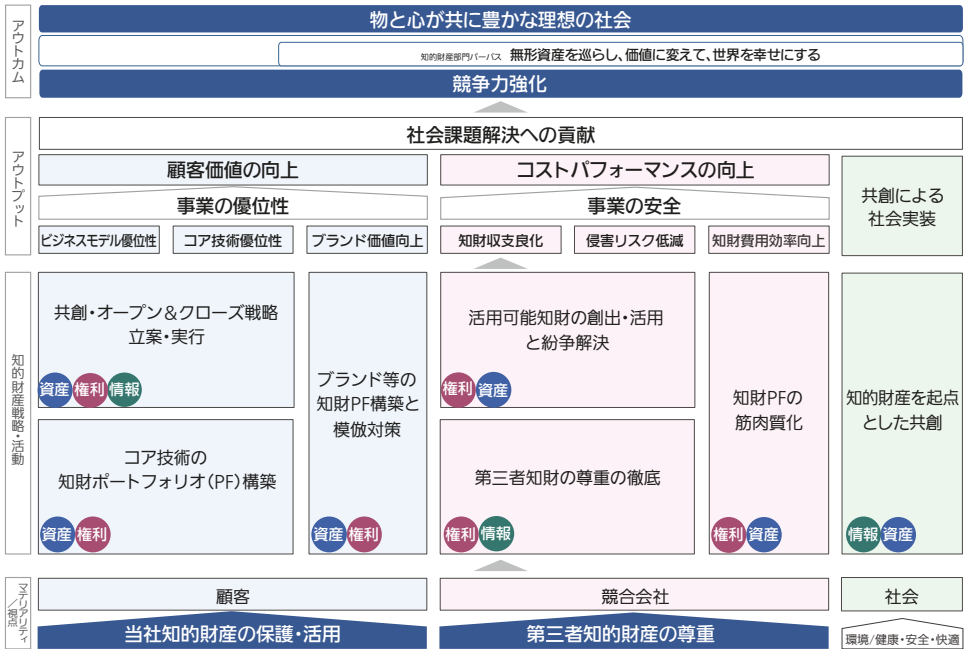 アウトカム
物と心が共に豊かな理想の社会
知的財産部門パーパス 無形資産を巡らし、価値に変えて、世界を幸せにする
競争力強化
アウトプット
社会課題解決への貢献
顧客価値の向上
事業の優位性
ビジネスモデル優位性
コア技術優位性
ブランド価値向上
コストパフォーマンスの向上
事業の安全
知財収支良化
侵害リスク低減
知財費用効率向上
共創による
社会実装
知的財産戦略・活動
共創・オープン&クローズ戦略
立案・実行
資産
権利
情報
コア技術の
知財ポートフォリオ(PF)構築
資産
権利
ブランド等の
知財PF構築と
模倣対策
資産
権利
活用可能知財の創出・活用
と紛争解決
権利
資産
第三者知財の尊重の徹底
権利
情報
知財PFの
筋肉質化
権利
資産
知的財産を起点
とした共創
情報
資産
マテリアリティ
/視点
顧客
当社知的財産の保護・活用
競合会社
第三者知的財産の尊重
社会
環境/健康・安全・快適